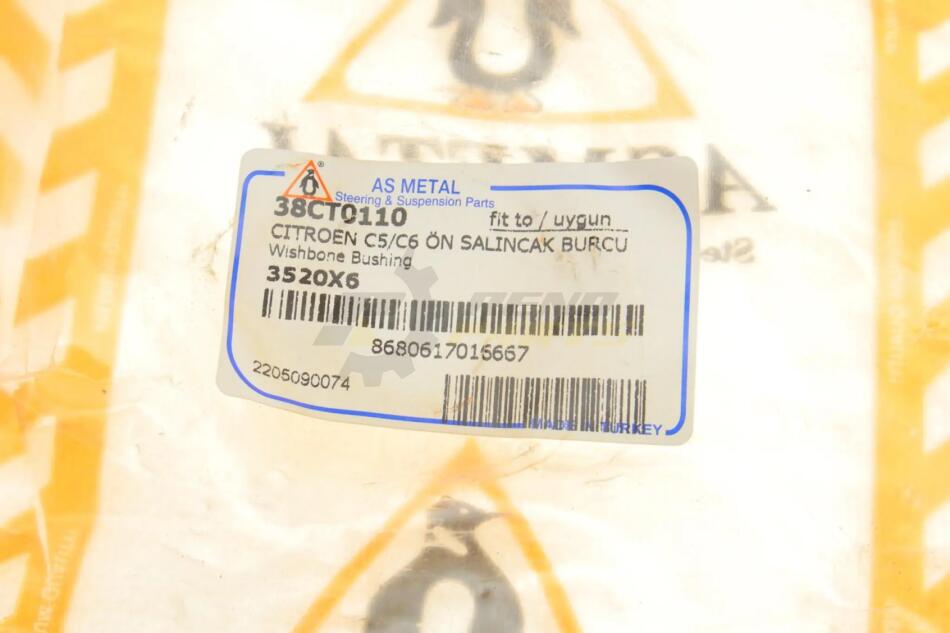 AS METAL
Steering & Suspension Parts
38CT0110
fit to / uygun
CITROEN C5/C6 ÖN SALINCAK BURCU
Wishbone Bushing
3520X6
8680617016667
2205090074
MADE IN TURKEY